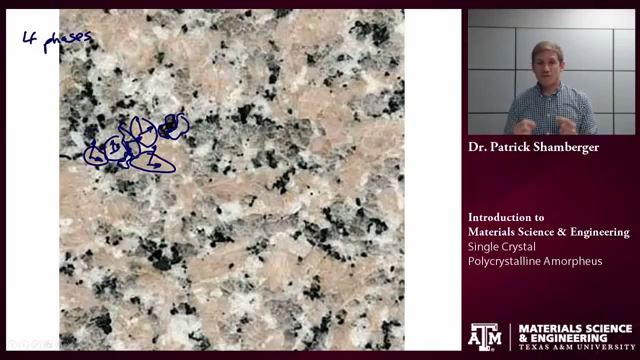 4 phases
Dr. Patrick Shamberger
Introduction to
Materials Science & Engineering
Single Crystal
Polycrystalline Amorpheus
ATM
MATERIALS SCIENCE
& ENGINEERING
TEXAS A&M UNIVERSITY